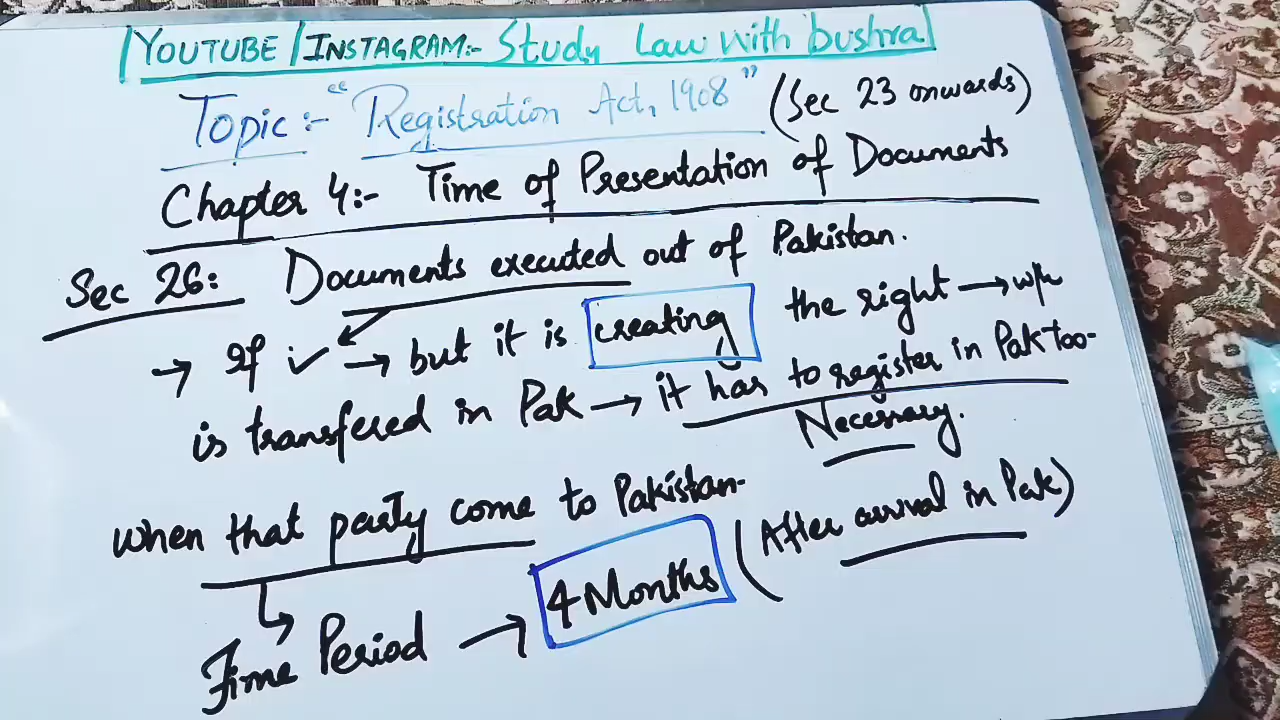 YOUTUBE/INSTAGRAM:- Study Law with bushra
Topic:- "Registration Act, 1908" (Sec 23 onwards)
Chapter 4:- Time of Presentation of Documents
Sec 26: Documents executed out of Pakistan.
→ If ✓ → but it is creating the right →
is transfered in Pak → it has to register in Pak too-
Necessary.
when that party come to Pakistan-
Time Period → 4 Months (After arrival in Pak)